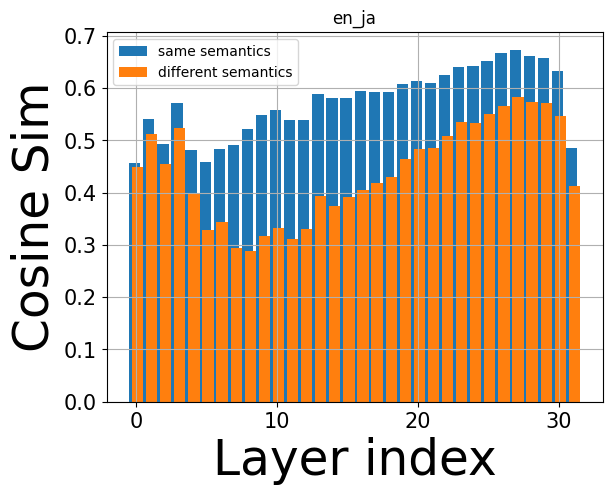 en_ja
same semantics
different semantics
Cosine Sim
0.7
0.6
0.5
0.4
0.3
0.2
0.1
0.0
0 10 20 30
Layer index